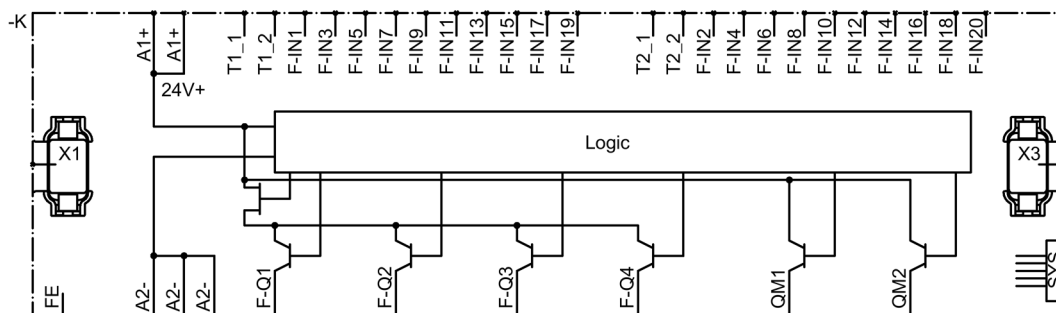 -K
A1+
A1+
T1_1
T1_2
F-IN1
F-IN3
F-IN5
F-IN7
F-IN9
F-IN11
F-IN13
F-IN15
F-IN17
F-IN19
T2_1
T2_2
F-IN2
F-IN4
F-IN6
F-IN8
F-IN10
F-IN12
F-IN14
F-IN16
F-IN18
F-IN20
24V+
Logic
X1
X3
FE
A2-
A2-
A2-
F-Q1
F-Q2
F-Q3
F-Q4
QM1
QM2